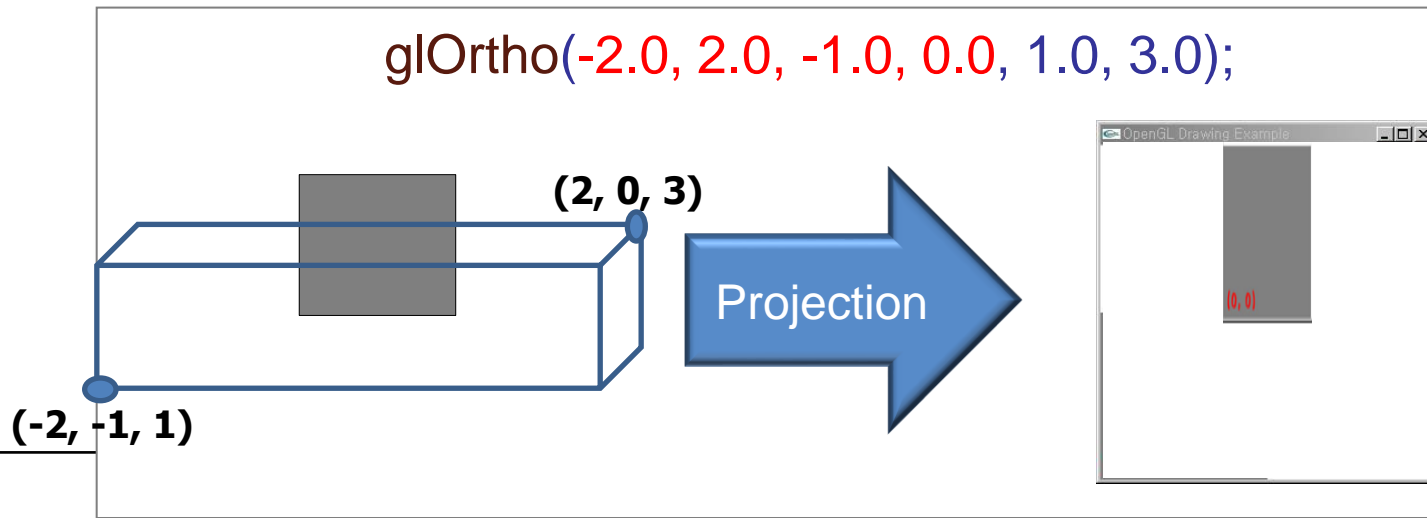 glOrtho(-2.0, 2.0, -1.0, 0.0, 1.0, 3.0);
OpenGL Drawing Example
(2, 0, 3)
Projection
(0, 0)
(-2, -1, 1)